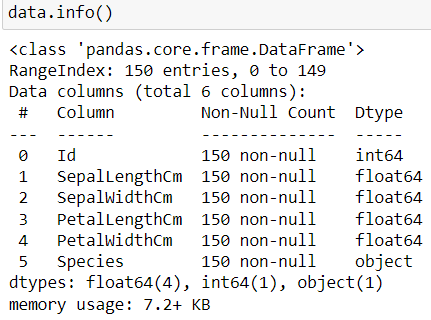 data.info()
<class 'pandas.core.frame.DataFrame'>
RangeIndex: 150 entries, 0 to 149
Data columns (total 6 columns):
 #   Column         Non-Null Count  Dtype
---  ------         --------------  -----
 0   Id             150 non-null    int64
 1   SepalLengthCm  150 non-null    float64
 2   SepalWidthCm   150 non-null    float64
 3   PetalLengthCm  150 non-null    float64
 4   PetalWidthCm   150 non-null    float64
 5   Species        150 non-null    object
dtypes: float64(4), int64(1), object(1)
memory usage: 7.2+ KB